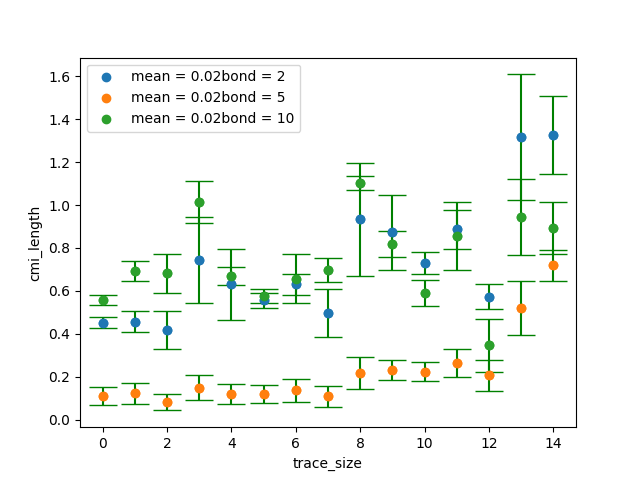 mean = 0.02bond = 2
mean = 0.02bond = 5
mean = 0.02bond = 10
1.6
1.4
1.2
1.0
0.8
0.6
0.4
0.2
0.0
cmi_length
0 2 4 6 8 10 12 14
trace_size